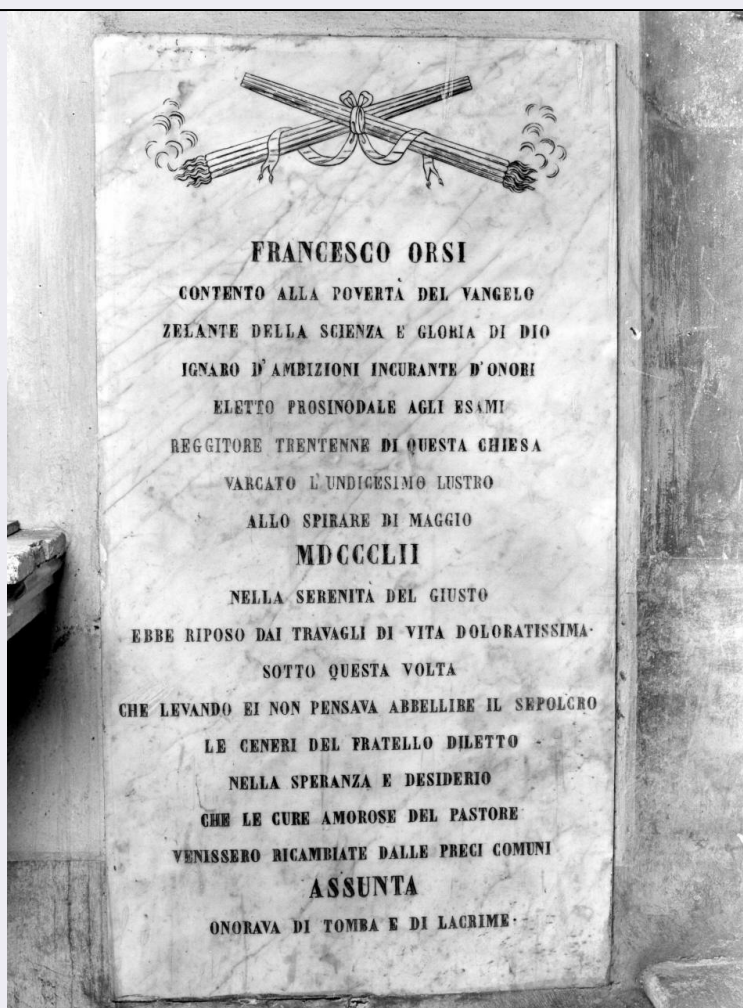 FRANCESCO ORSI
CONTENTO ALLA POVERTÀ DEL VANGELO
ZELANTE DELLA SCIENZA E GLORIA DI DIO
IGNARO D'AMBIZIONI INCURANTE D'ONORI
ELETTO PROSINODALE AGLI ESAMI
REGGITORE TRENTENNE DI QUESTA CHIESA
VARCATO L'UNDICESIMO LUSTRO
ALLO SPIRARE DI MAGGIO
MDCCCLII
NELLA SERENITÀ DEL GIUSTO
EBBE RIPOSO DAI TRAVAGLI DI VITA DOLORATISSIMA·
SOTTO QUESTA VOLTA
CHE LEVANDO EI NON PENSAVA ABBELLIRE IL SEPOLCRO
LE CENERI DEL FRATELLO DILETTO
NELLA SPERANZA E DESIDERIO
CHE LE CURE AMOROSE DEL PASTORE
VENISSERO RICAMBIATE DALLE PRECI COMUNI
ASSUNTA
ONORAVA DI TOMBA E DI LACRIME·